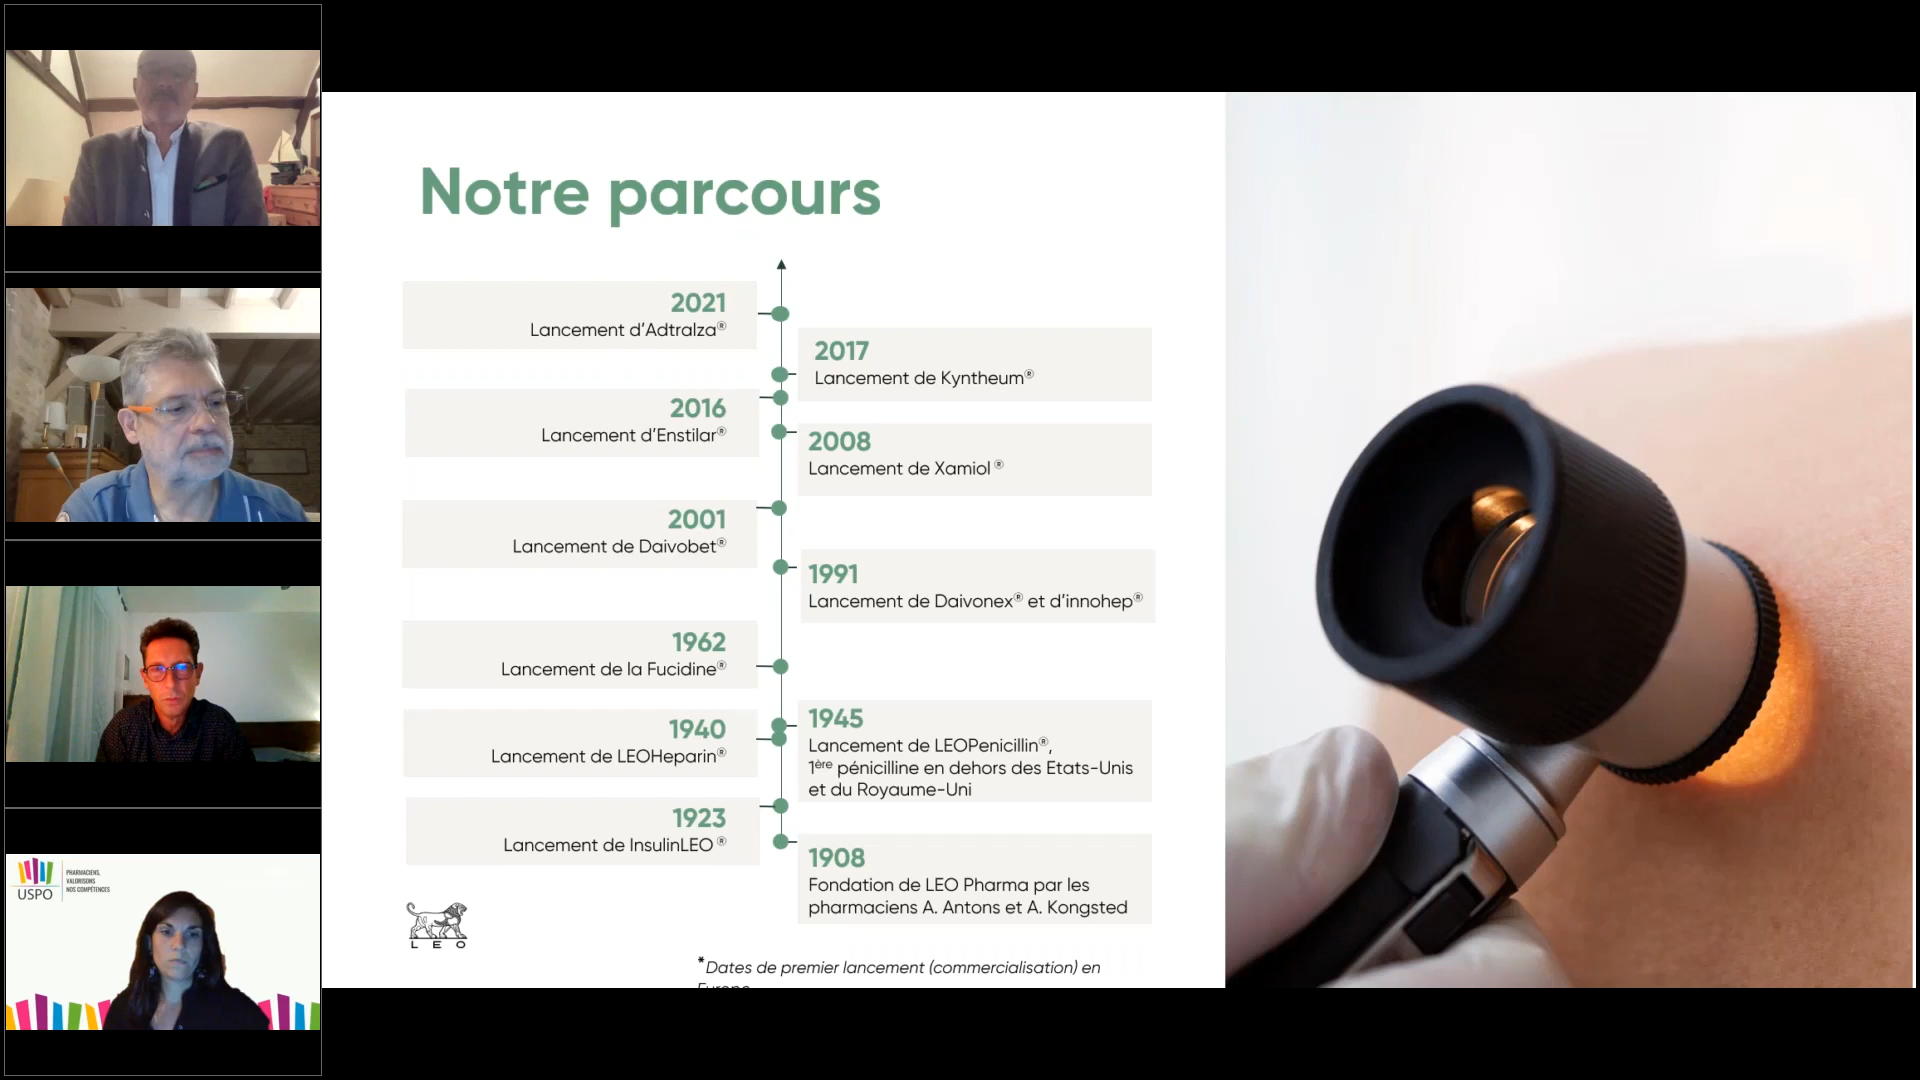 Notre parcours
2021
Lancement d'Adtralza®
2017
Lancement de Kyntheum®
2016
Lancement d'Enstilar®
2008
Lancement de Xamiol ®
2001
Lancement de Daivobet®
1991
Lancement de Daivonex® et d'innohep®
1962
Lancement de la Fucidine®
1940
Lancement de LEOHeparin®
1945
Lancement de LEOPenicillin®,
1ère pénicilline en dehors des Etats-Unis
et du Royaume-Uni
1923
Lancement de InsulinLEO ®
1908
Fondation de LEO Pharma par les
pharmaciens A. Antons et A. Kongsted
LEO
*Dates de premier lancement (commercialisation) en
Europe
USPO
PHARMACIENS,
VALORISONS
NOS COMPÉTENCES